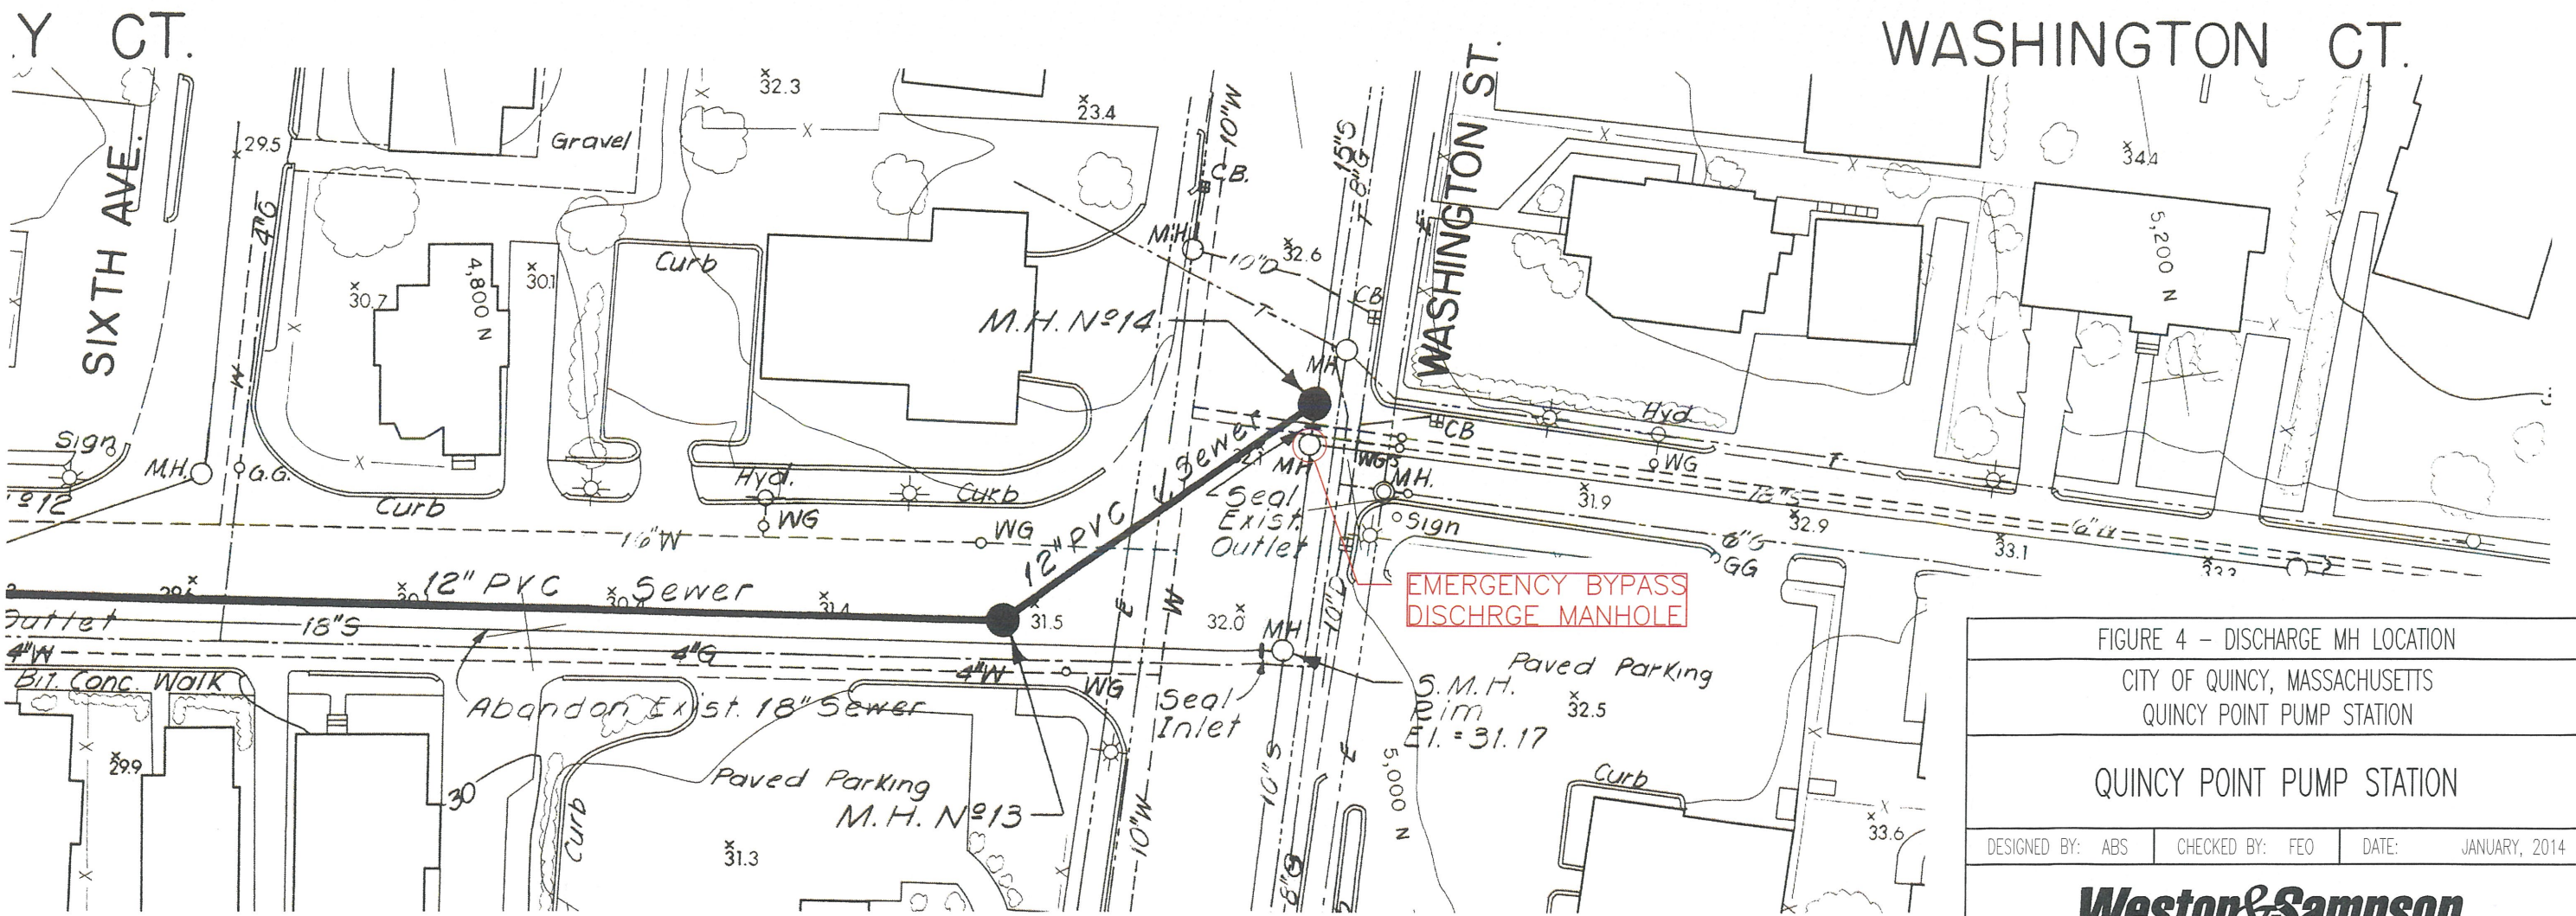 .Y CT.
WASHINGTON CT.
SIXTH AVE.
WASHINGTON ST.
32.3
23.4
29.5
Gravel
10"W
15"S
8"G
CB.
34.4
4"G
M.H.
10"D
32.6
Curb
30.1
30.7
4,800 N
5,200 N
CB
E
T
M.H. Nº14
MH
W
Sign
M.H.
G.G.
Nº12
Curb
Hyd.
WG
Curb
Sewer
MH
CB
WG'S
Hyd.
WG
T
M.H.
Seal
Exist.
Outlet
Sign
31.9
18"S
32.9
33.1
6"G
GG
16"W
WG
12" PVC
EMERGENCY BYPASS
DISCHRGE MANHOLE
12" PVC Sewer
31.4
31.5
E
W
32.0
10"D
MH
Outlet
18"S
4"W
4"G
4"W
WG
Bit. Conc. Walk
Abandon Exist. 18" Sewer
Seal
Inlet
S.M.H.
Rim
El. = 31.17
Paved Parking
32.5
29.9
30
Curb
Paved Parking
M.H. Nº13
31.3
10"W
10"S
8"G
E
5,000 N
Curb
33.6
FIGURE 4 - DISCHARGE MH LOCATION
CITY OF QUINCY, MASSACHUSETTS
QUINCY POINT PUMP STATION
QUINCY POINT PUMP STATION
DESIGNED BY: ABS
CHECKED BY: FEO
DATE: JANUARY, 2014
Weston&Sampson